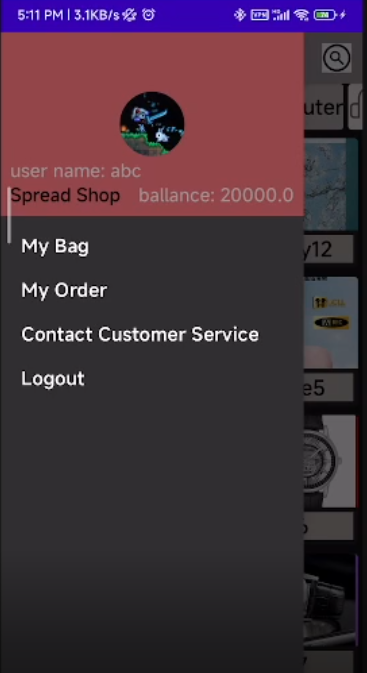 5:11 PM | 3.1KB/s
VPN
uter
user name: abc
Spread Shop ballance: 20000.0
My Bag
y12
My Order
Contact Customer Service
Logout
e5